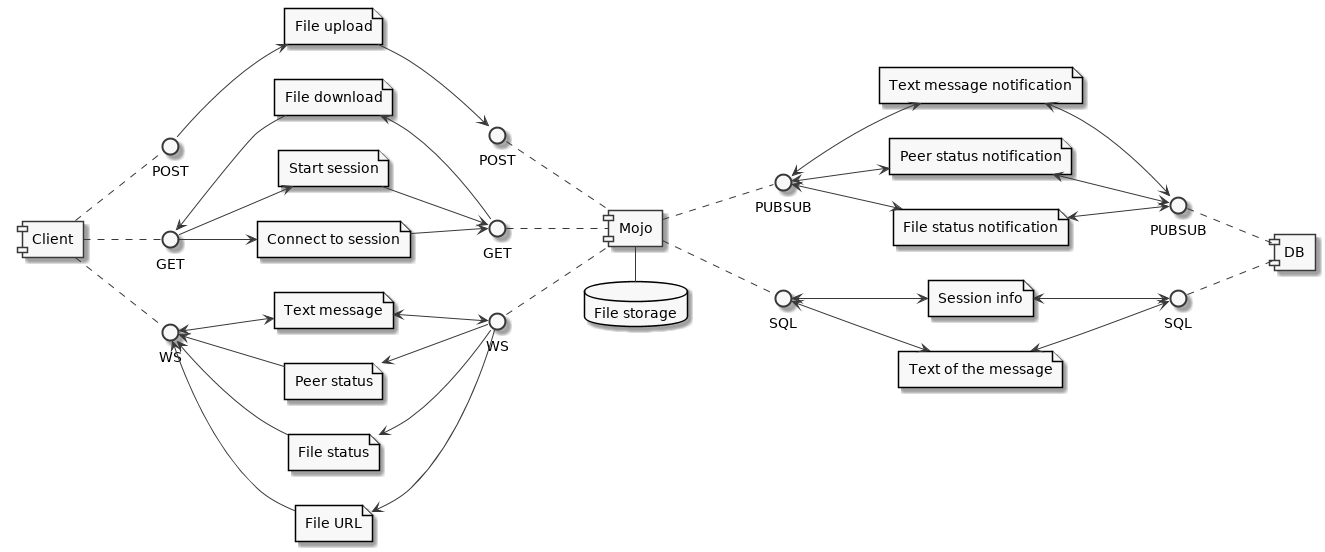 File upload
File download
Start session
Connect to session
Text message
Peer status
File status
File URL
Client
POST
GET
WS
POST
GET
WS
Mojo
File storage
PUBSUB
SQL
Text message notification
Peer status notification
File status notification
Session info
Text of the message
PUBSUB
SQL
DB